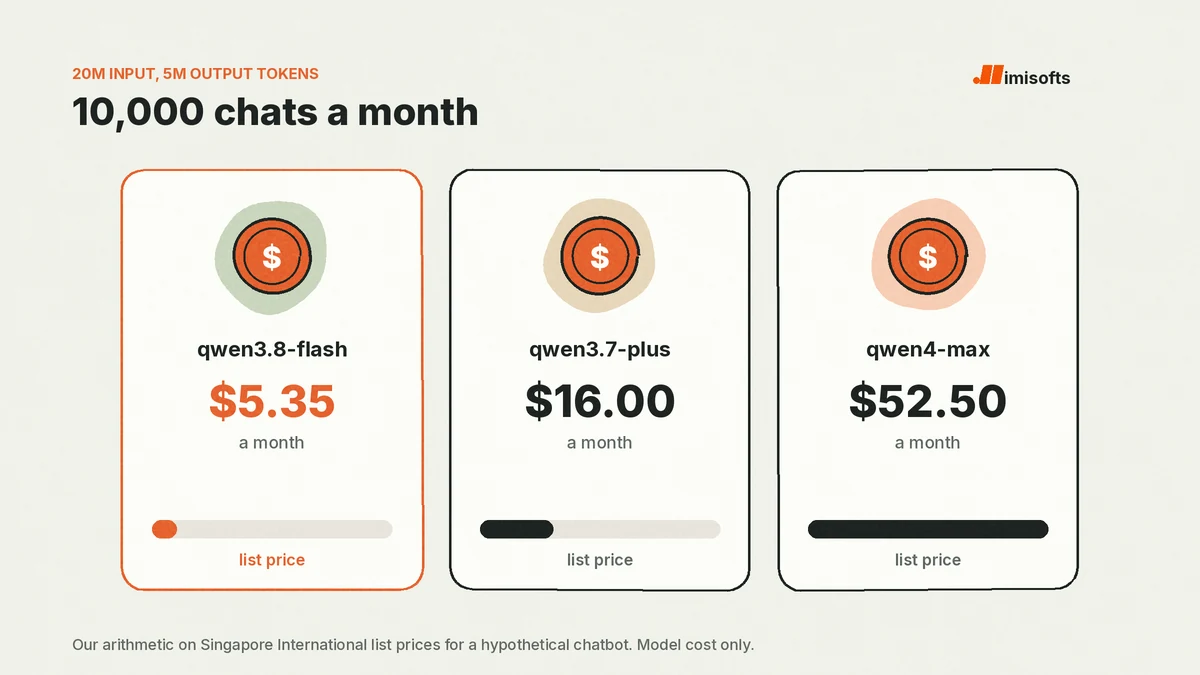 20M INPUT, 5M OUTPUT TOKENS
10,000 chats a month
imisofts
$
qwen3.8-flash
$5.35
a month
list price
$
qwen3.7-plus
$16.00
a month
list price
$
qwen4-max
$52.50
a month
list price
Our arithmetic on Singapore International list prices for a hypothetical chatbot. Model cost only.